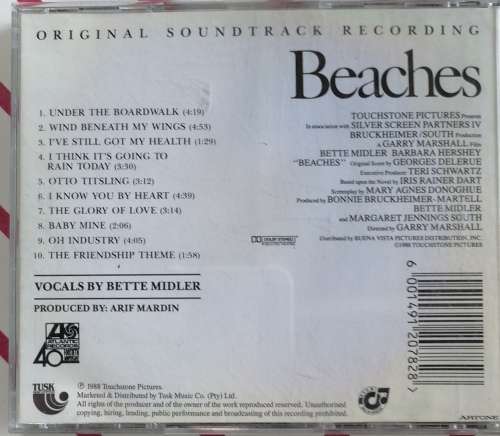 ORIGINAL SOUNDTRACK RECORDING
Beaches
1. UNDER THE BOARDWALK (4:19)
2. WIND BENEATH MY WINGS (4:53)
3. I'VE STILL GOT MY HEALTH (1:29)
4. I THINK IT'S GOING TO
RAIN TODAY (3:30)
5. OTTO TITSLING (3:12)
6. I KNOW YOU BY HEART (4:39)
7. THE GLORY OF LOVE (3:14)
8. BABY MINE (2:06)
9. OH INDUSTRY (4:05)
10. THE FRIENDSHIP THEME (1:58)
VOCALS BY BETTE MIDLER
PRODUCED BY: ARIF MARDIN
TOUCHSTONE PICTURES Presents
In association with SILVER SCREEN PARTNERS IV
BRUCKHEIMER/SOUTH Production
A GARRY MARSHALL Film
BETTE MIDLER BARBARA HERSHEY
"BEACHES" Original Score by GEORGES DELERUE
Executive Producer TERI SCHWARTZ
Based upon the Novel by IRIS RAINER DART
Screenplay by MARY AGNES DONOGHUE
Produced by BONNIE BRUCKHEIMER-MARTELL
BETTE MIDLER
and MARGARET JENNINGS SOUTH
Directed by GARRY MARSHALL
DOLBY STEREO
Distributed by BUENA VISTA PICTURES DISTRIBUTION, INC.
©1988 TOUCHSTONE PICTURES
6 001491 207828 >
ATLANTIC RECORDS
40
TUSK
℗ 1988 Touchstone Pictures.
Marketed & Distributed by Tusk Music Co. (Pty) Ltd.
All rights of the producer and of the owner of the work reproduced reserved. Unauthorised
copying, hiring, lending, public performance and broadcasting of this recording prohibited.